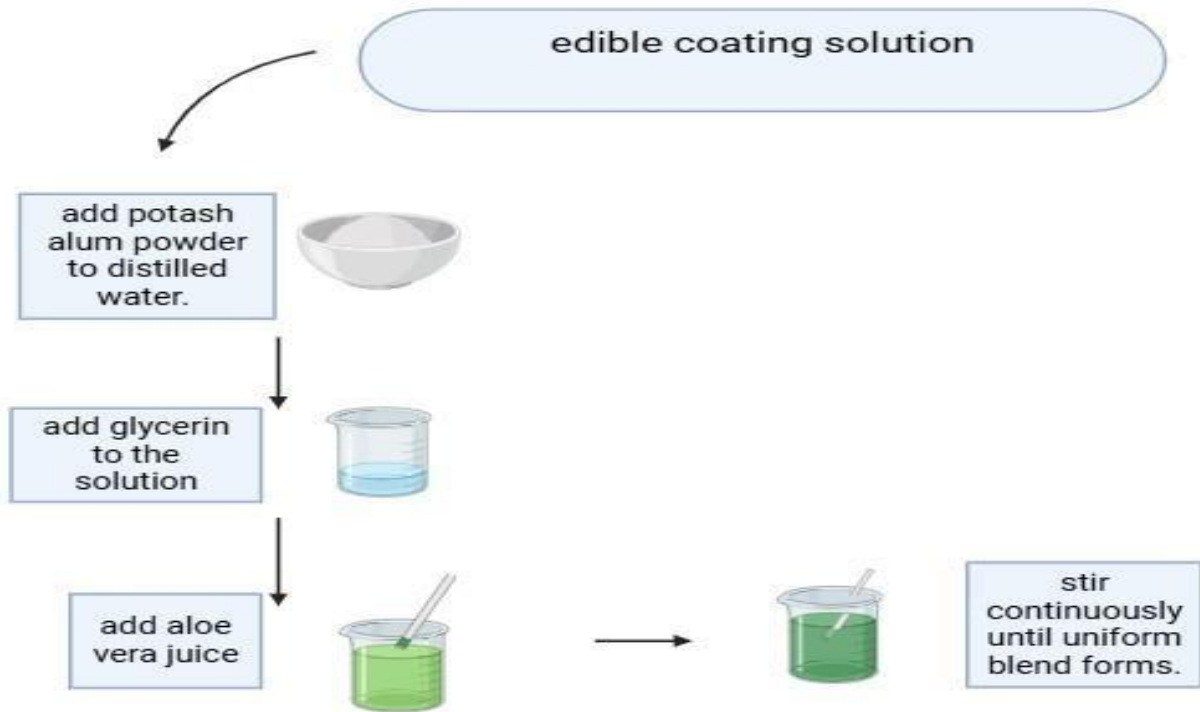 edible coating solution
add potash
alum powder
to distilled
water.
add glycerin
to the
solution
add aloe
vera juice
stir
continuously
until uniform
blend forms.